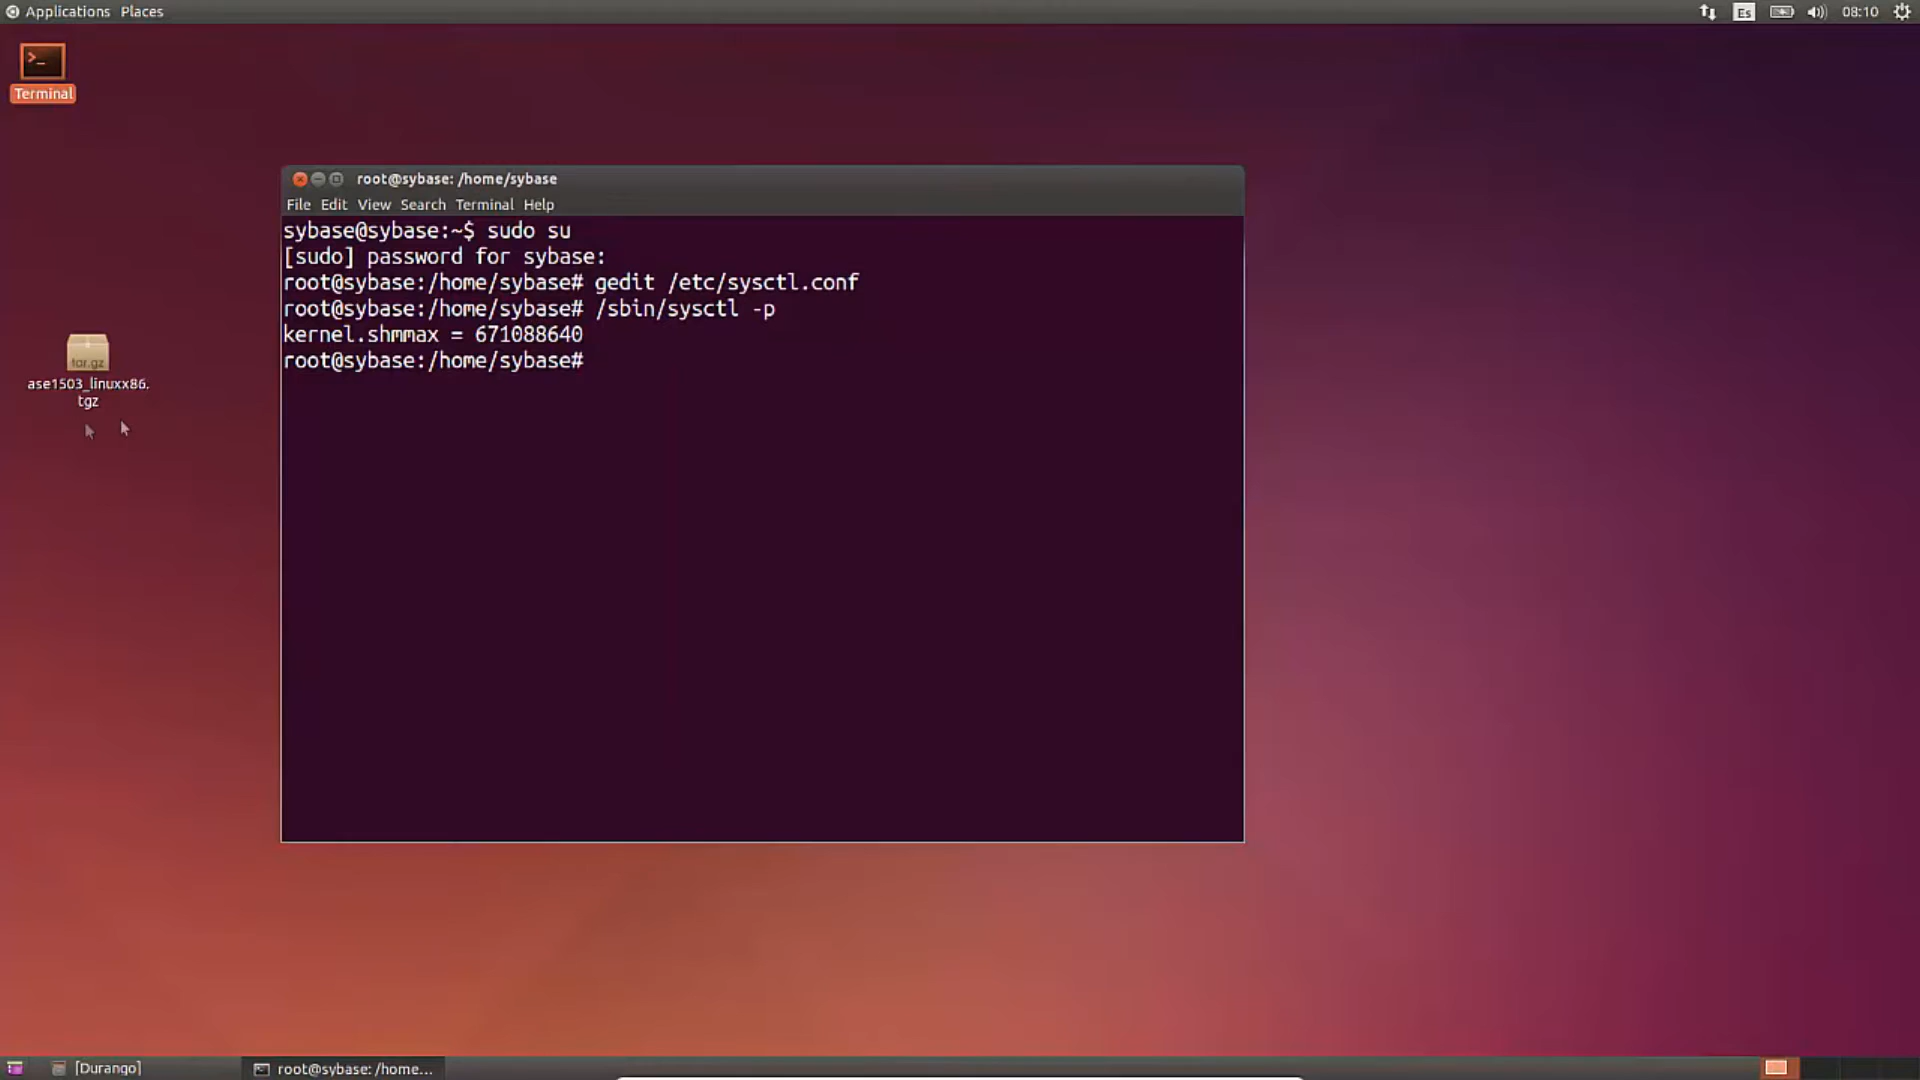 Applications Places
Es 08:10
>_
Terminal
root@sybase: /home/sybase
File Edit View Search Terminal Help
sybase@sybase:~$ sudo su
[sudo] password for sybase:
root@sybase:/home/sybase# gedit /etc/sysctl.conf
root@sybase:/home/sybase# /sbin/sysctl -p
kernel.shmmax = 671088640
root@sybase:/home/sybase#
tar.gz
ase1503_linuxx86.
tgz
[Durango]
root@sybase: /home...